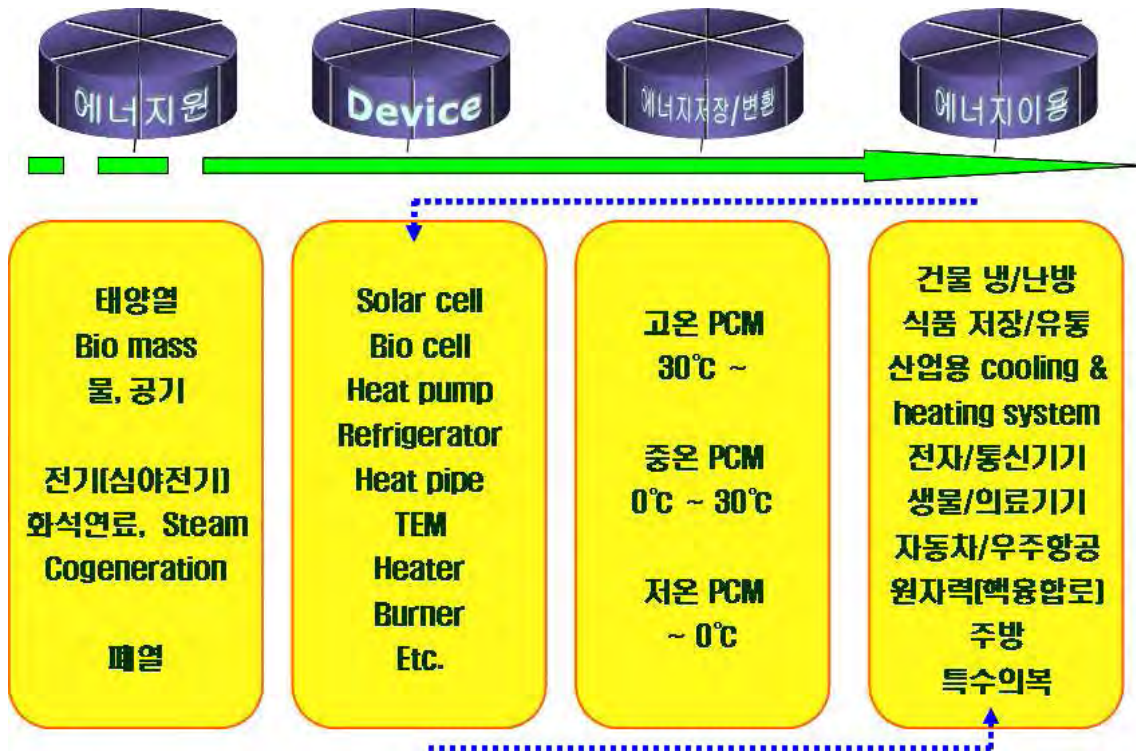 에너지원
Device
에너지저장/변환
에너지이용
태양열
Bio mass
물, 공기
전기(심야전기)
화석연료, Steam
Cogeneration
폐열
Solar cell
Bio cell
Heat pump
Refrigerator
Heat pipe
TEM
Heater
Burner
Etc.
고온 PCM
30℃ ~
중온 PCM
0℃ ~ 30℃
저온 PCM
~ 0℃
건물 냉/난방
식품 저장/유통
산업용 cooling &
heating system
전자/통신기기
생물/의료기기
자동차/우주항공
원자력(핵융합로)
주방
특수의복